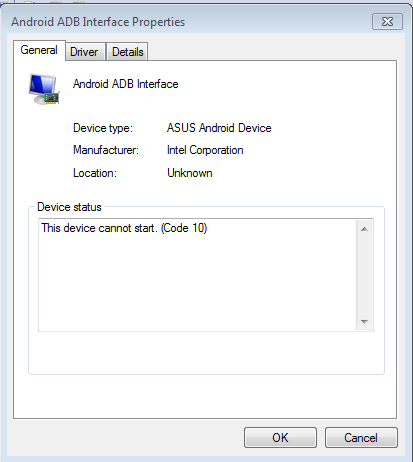 Android ADB Interface Properties
General Driver Details
Android ADB Interface
Device type: ASUS Android Device
Manufacturer: Intel Corporation
Location: Unknown
Device status
This device cannot start. (Code 10)
OK Cancel